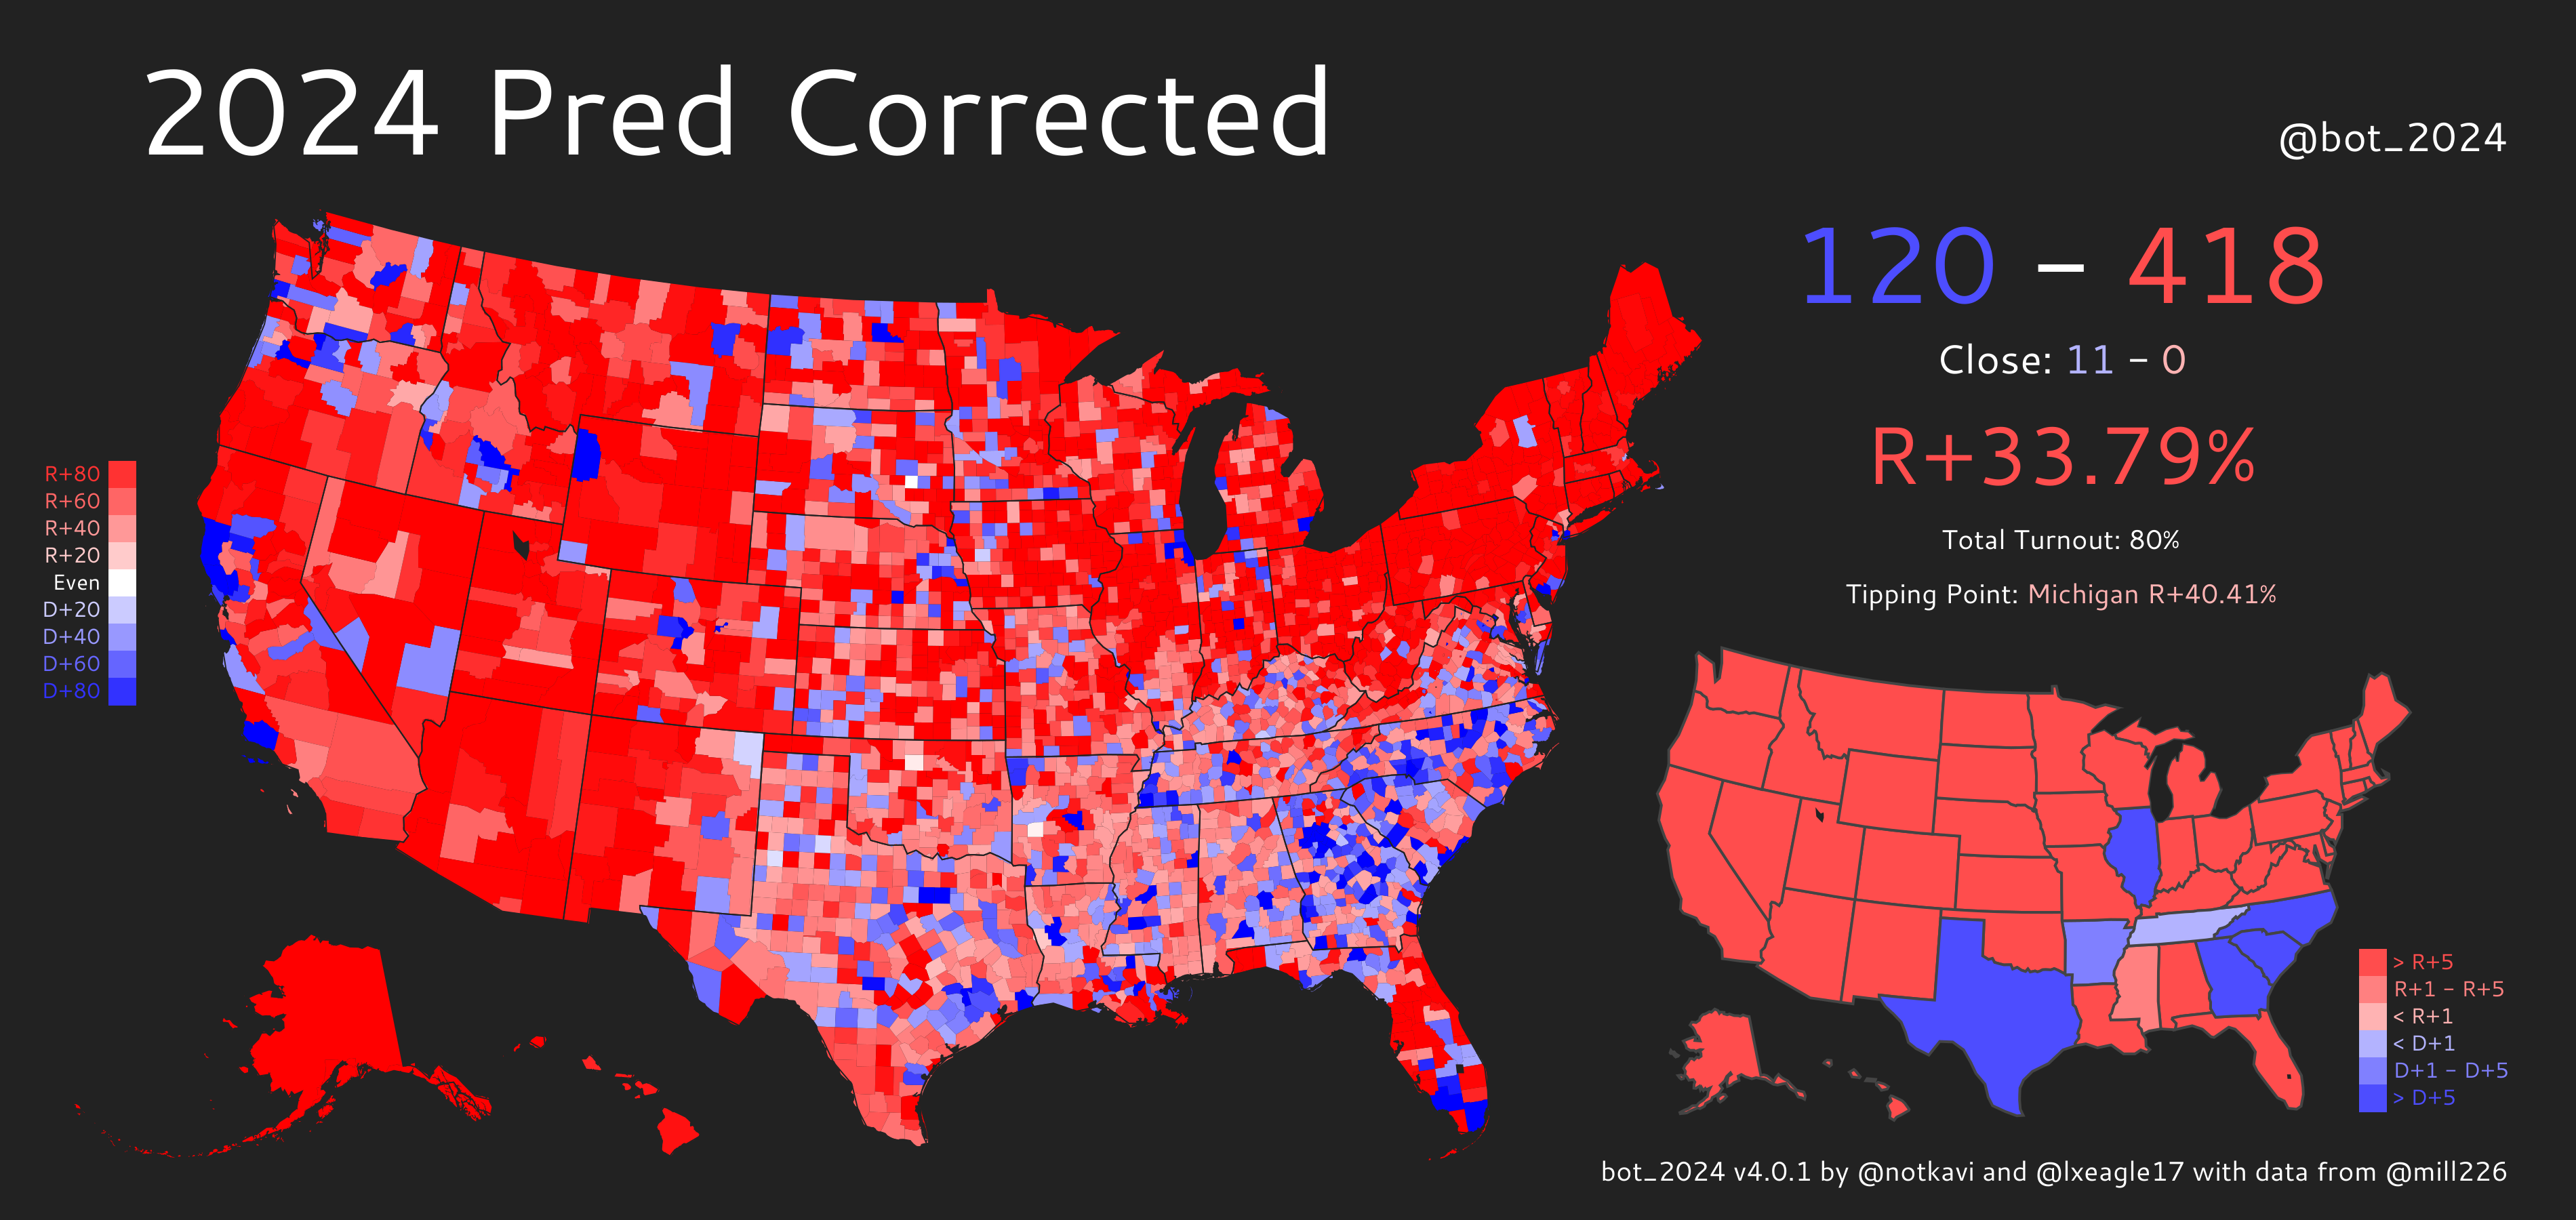 2024 Pred Corrected
@bot_2024
120 – 418
Close: 11 – 0
R+33.79%
Total Turnout: 80%
Tipping Point: Michigan R+40.41%
R+80
R+60
R+40
R+20
Even
D+20
D+40
D+60
D+80
> R+5
R+1 – R+5
< R+1
< D+1
D+1 – D+5
> D+5
bot_2024 v4.0.1 by @notkavi and @lxeagle17 with data from @mill226